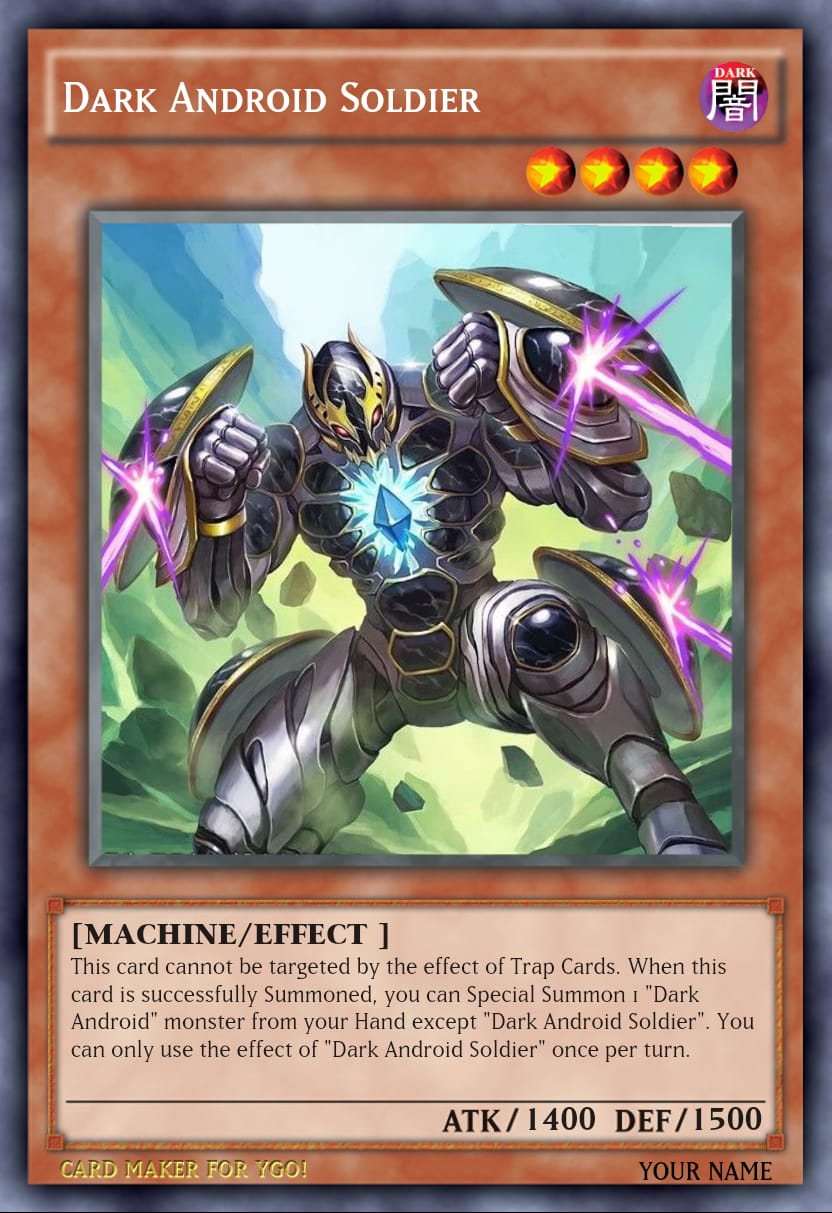 Dark Android Soldier
DARK
闇
[MACHINE/EFFECT ]
This card cannot be targeted by the effect of Trap Cards. When this
card is successfully Summoned, you can Special Summon 1 "Dark
Android" monster from your Hand except "Dark Android Soldier". You
can only use the effect of "Dark Android Soldier" once per turn.
ATK/1400 DEF/1500
CARD MAKER FOR YGO!
YOUR NAME